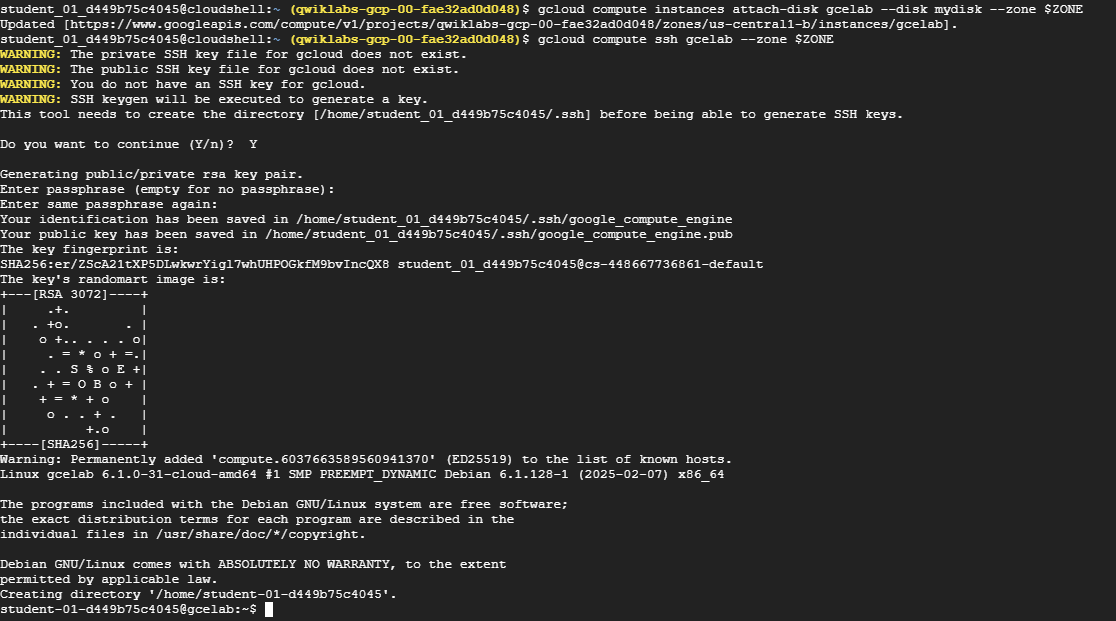 student_01_d449b75c4045@cloudshell:~ (qwiklabs-gcp-00-fae32ad0d048)$ gcloud compute instances attach-disk gcelab --disk mydisk --zone $ZONE
Updated [https://www.googleapis.com/compute/v1/projects/qwiklabs-gcp-00-fae32ad0d048/zones/us-central1-b/instances/gcelab].
student_01_d449b75c4045@cloudshell:~ (qwiklabs-gcp-00-fae32ad0d048)$ gcloud compute ssh gcelab --zone $ZONE
WARNING: The private SSH key file for gcloud does not exist.
WARNING: The public SSH key file for gcloud does not exist.
WARNING: You do not have an SSH key for gcloud.
WARNING: SSH keygen will be executed to generate a key.
This tool needs to create the directory [/home/student_01_d449b75c4045/.ssh] before being able to generate SSH keys.

Do you want to continue (Y/n)?  Y

Generating public/private rsa key pair.
Enter passphrase (empty for no passphrase):
Enter same passphrase again:
Your identification has been saved in /home/student_01_d449b75c4045/.ssh/google_compute_engine
Your public key has been saved in /home/student_01_d449b75c4045/.ssh/google_compute_engine.pub
The key fingerprint is:
SHA256:er/ZScA21tXP5DLwkwrYigl7whUHPOGkfM9bvIncQX8 student_01_d449b75c4045@cs-448667736861-default
The key's randomart image is:
+---[RSA 3072]----+
|     .+.         |
|   . +o.       . |
|    o +.. . . . o|
|     . = * o + =.|
|    . . S % o E +|
|   . + = O B o + |
|    + = * + o    |
|     o . . + .   |
|          +.o    |
+----[SHA256]-----+
Warning: Permanently added 'compute.6037663589560941370' (ED25519) to the list of known hosts.
Linux gcelab 6.1.0-31-cloud-amd64 #1 SMP PREEMPT_DYNAMIC Debian 6.1.128-1 (2025-02-07) x86_64

The programs included with the Debian GNU/Linux system are free software;
the exact distribution terms for each program are described in the
individual files in /usr/share/doc/*/copyright.

Debian GNU/Linux comes with ABSOLUTELY NO WARRANTY, to the extent
permitted by applicable law.
Creating directory '/home/student-01-d449b75c4045'.
student-01-d449b75c4045@gcelab:~$